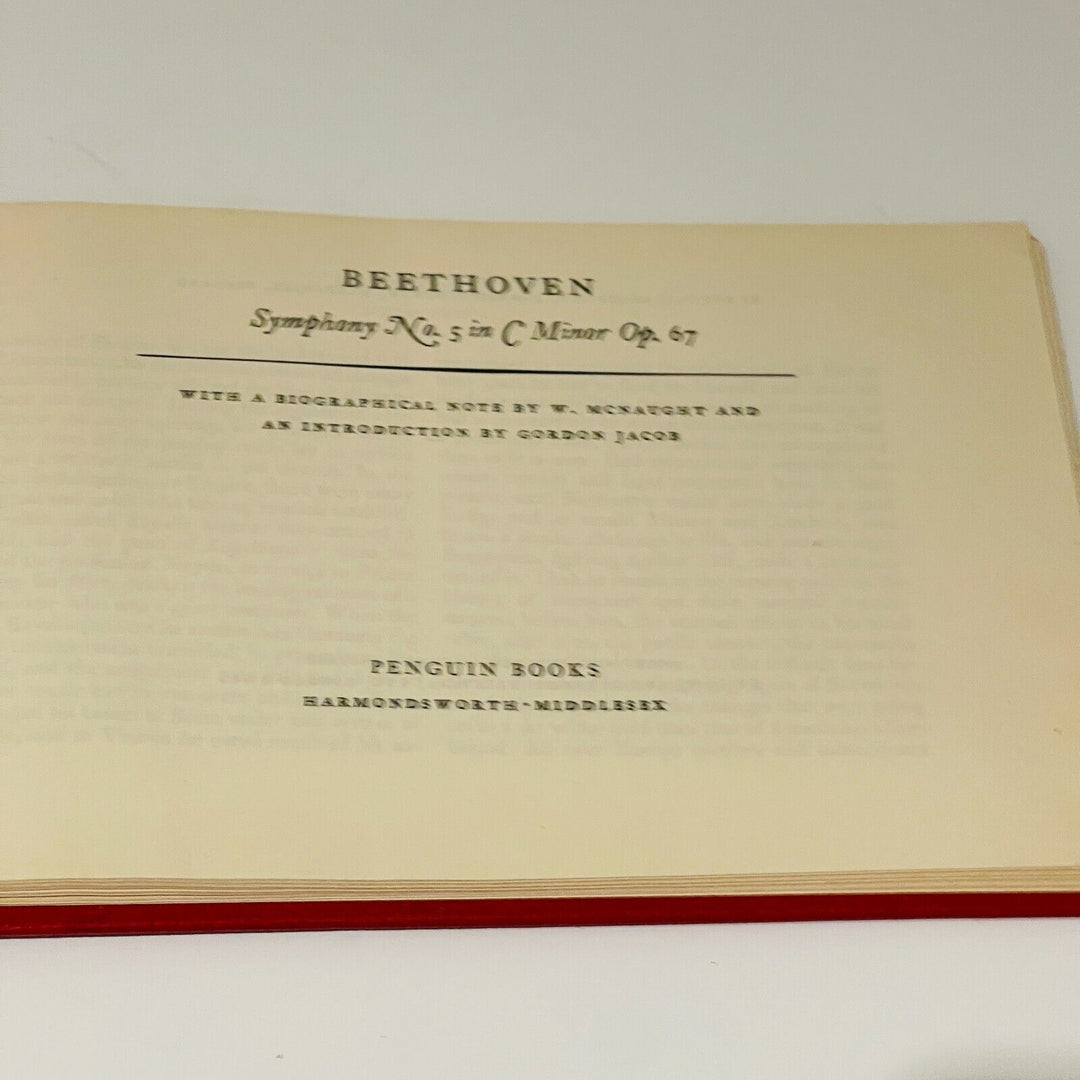 BEETHOVEN
Symphony No. 5 in C Minor Op. 67
WITH A BIOGRAPHICAL NOTE BY W. MCNAUGHT AND
AN INTRODUCTION BY GORDON JACOB
PENGUIN BOOKS
HARMONDSWORTH-MIDDLESEX